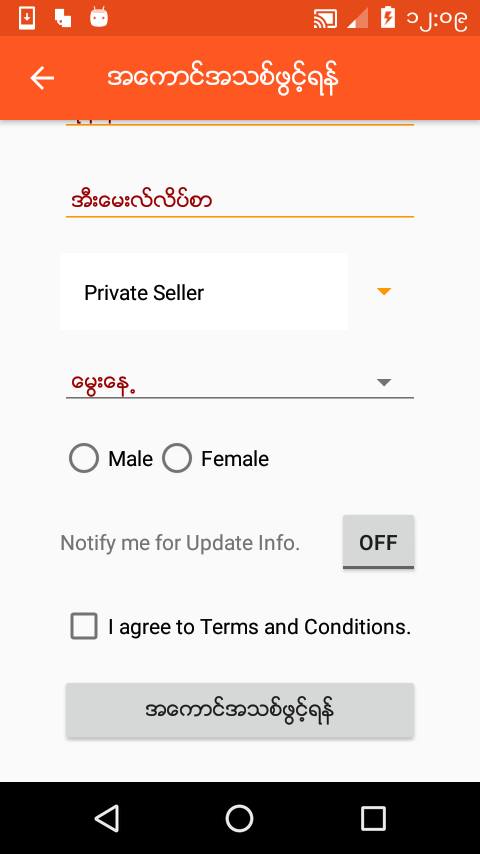 ၁၂:၀၉
အကောင်အသစ်ဖွင့်ရန်
အီးမေးလ်လိပ်စာ
Private Seller
မွေးနေ့
Male Female
Notify me for Update Info. OFF
I agree to Terms and Conditions.
အကောင်အသစ်ဖွင့်ရန်